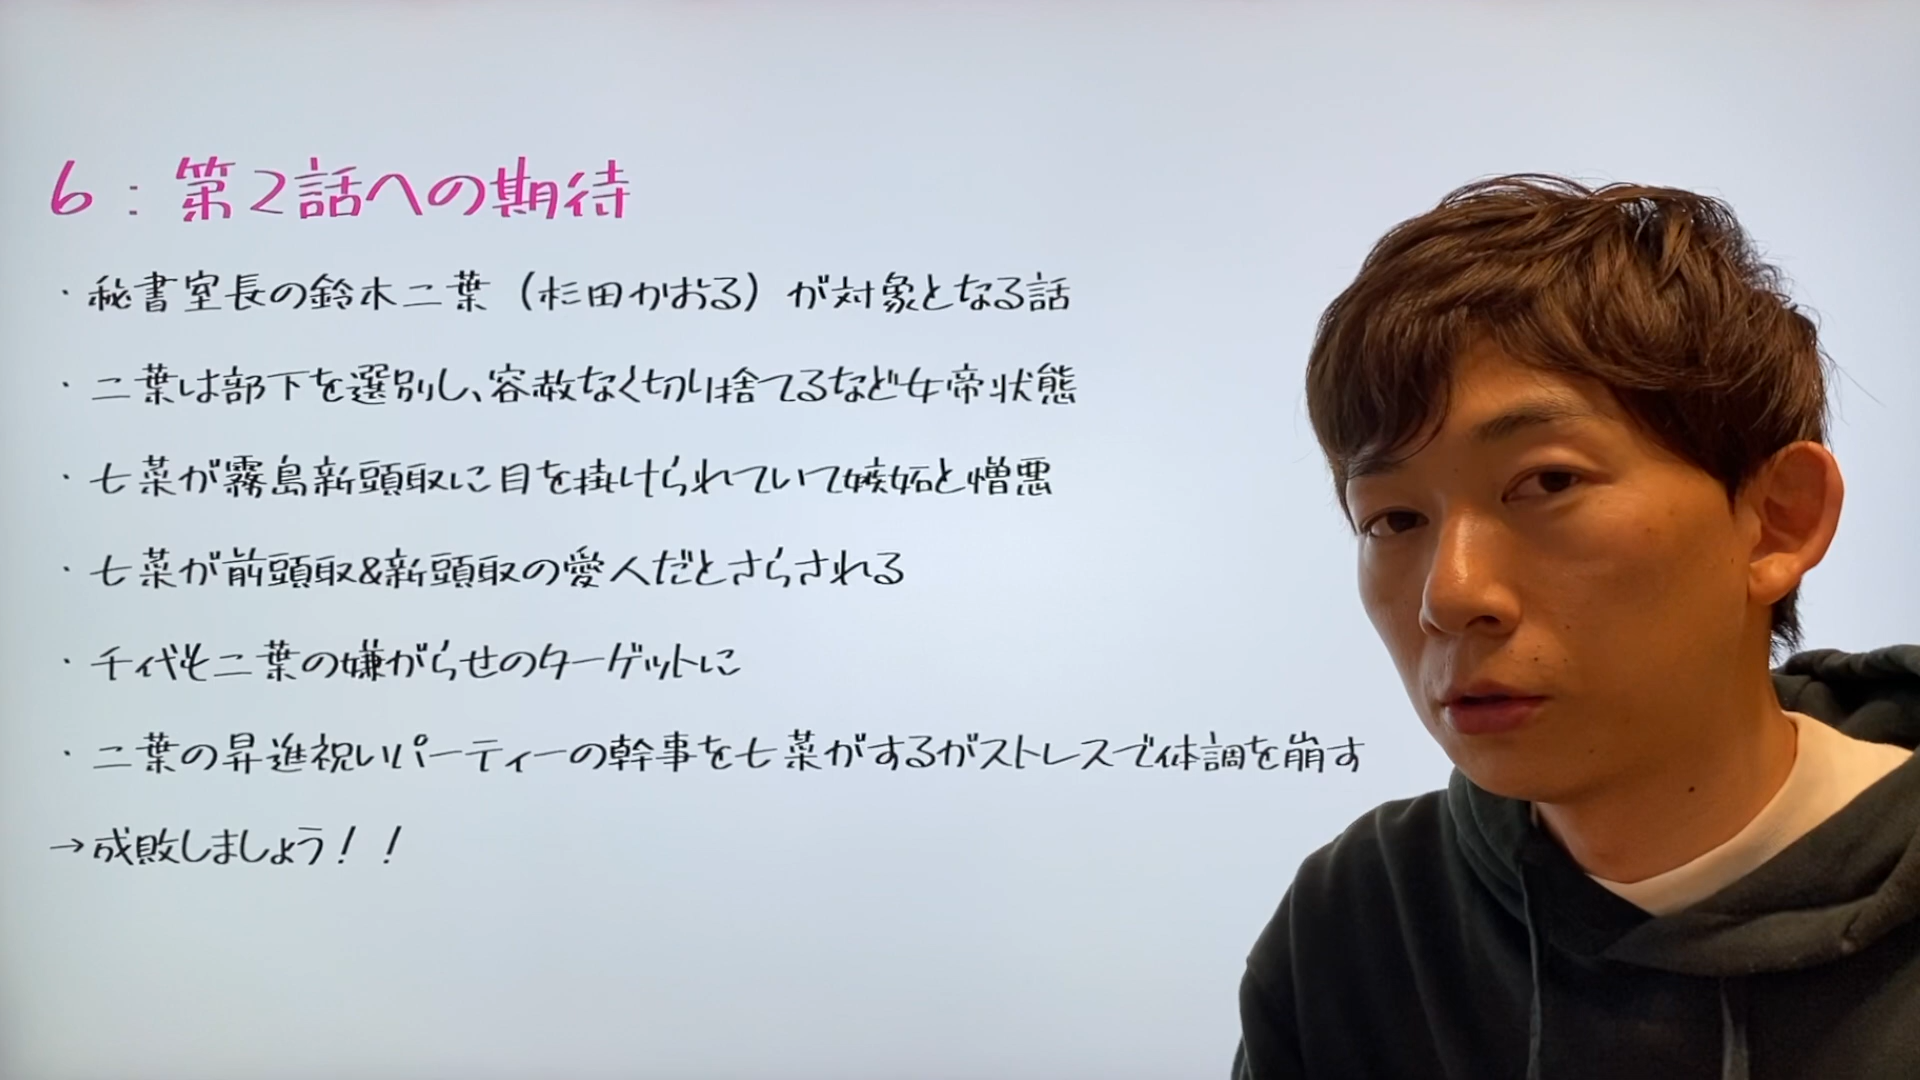 6：第2話への期待
・秘書室長の鈴木二葉（杉田かおる）が対象となる話
・二葉は部下を選別し、容赦なく切り捨てるなど女帝状態
・七菜が霧島新頭取に目を掛けられていて嫉妬と憎悪
・七菜が前頭取&新頭取の愛人だとさらされる
・千代も二葉の嫌がらせのターゲットに
・二葉の昇進祝いパーティーの幹事を七菜がするがストレスで体調を崩す
→成敗しましょう！！